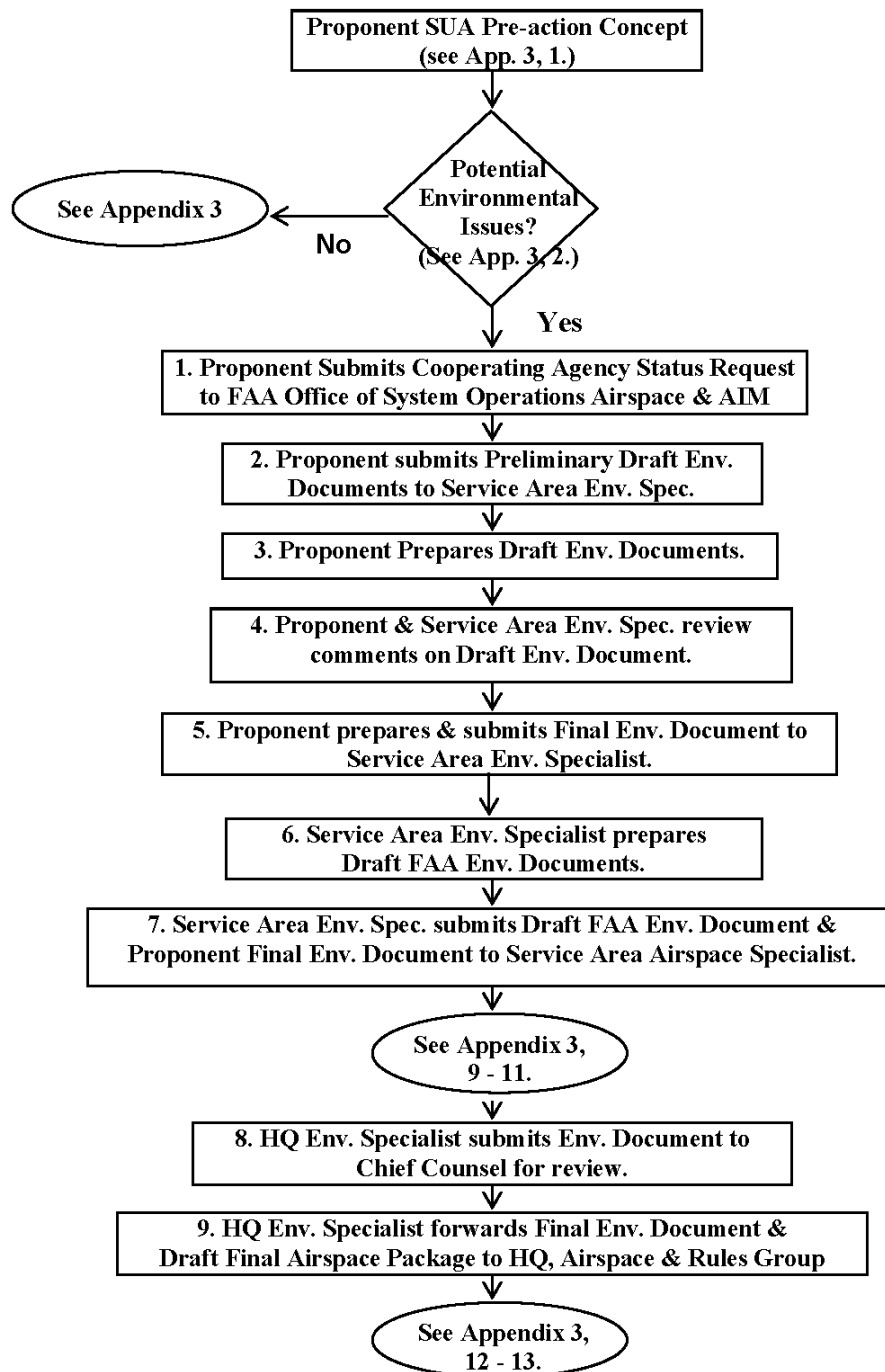 Proponent SUA Pre-action Concept
(see App. 3, 1.)
Potential
Environmental
Issues?
(See App. 3, 2.)
See Appendix 3
No
Yes
1. Proponent Submits Cooperating Agency Status Request
to FAA Office of System Operations Airspace & AIM
2. Proponent submits Preliminary Draft Env.
Documents to Service Area Env. Spec.
3. Proponent Prepares Draft Env. Documents.
4. Proponent & Service Area Env. Spec. review
comments on Draft Env. Document.
5. Proponent prepares & submits Final Env. Document to
Service Area Env. Specialist.
6. Service Area Env. Specialist prepares
Draft FAA Env. Documents.
7. Service Area Env. Spec. submits Draft FAA Env. Document &
Proponent Final Env. Document to Service Area Airspace Specialist.
See Appendix 3,
9 - 11.
8. HQ Env. Specialist submits Env. Document to
Chief Counsel for review.
9. HQ Env. Specialist forwards Final Env. Document &
Draft Final Airspace Package to HQ, Airspace & Rules Group
See Appendix 3,
12 - 13.